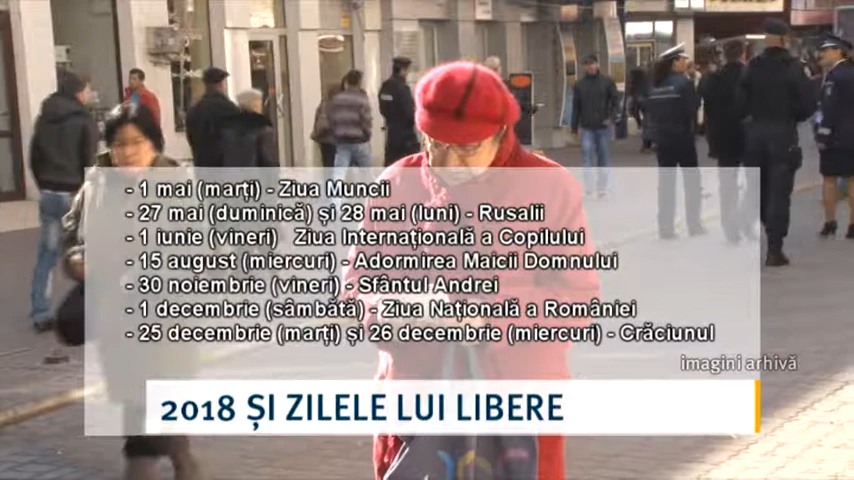 - 1 mai (marți) - Ziua Muncii
- 27 mai (duminică) și 28 mai (luni) - Rusalii
- 1 iunie (vineri) Ziua Internațională a Copilului
- 15 august (miercuri) - Adormirea Maicii Domnului
- 30 noiembrie (vineri) - Sfântul Andrei
- 1 decembrie (sâmbătă) - Ziua Națională a României
- 25 decembrie (marți) și 26 decembrie (miercuri) - Crăciunul
imagini arhivă
2018 ȘI ZILELE LUI LIBERE